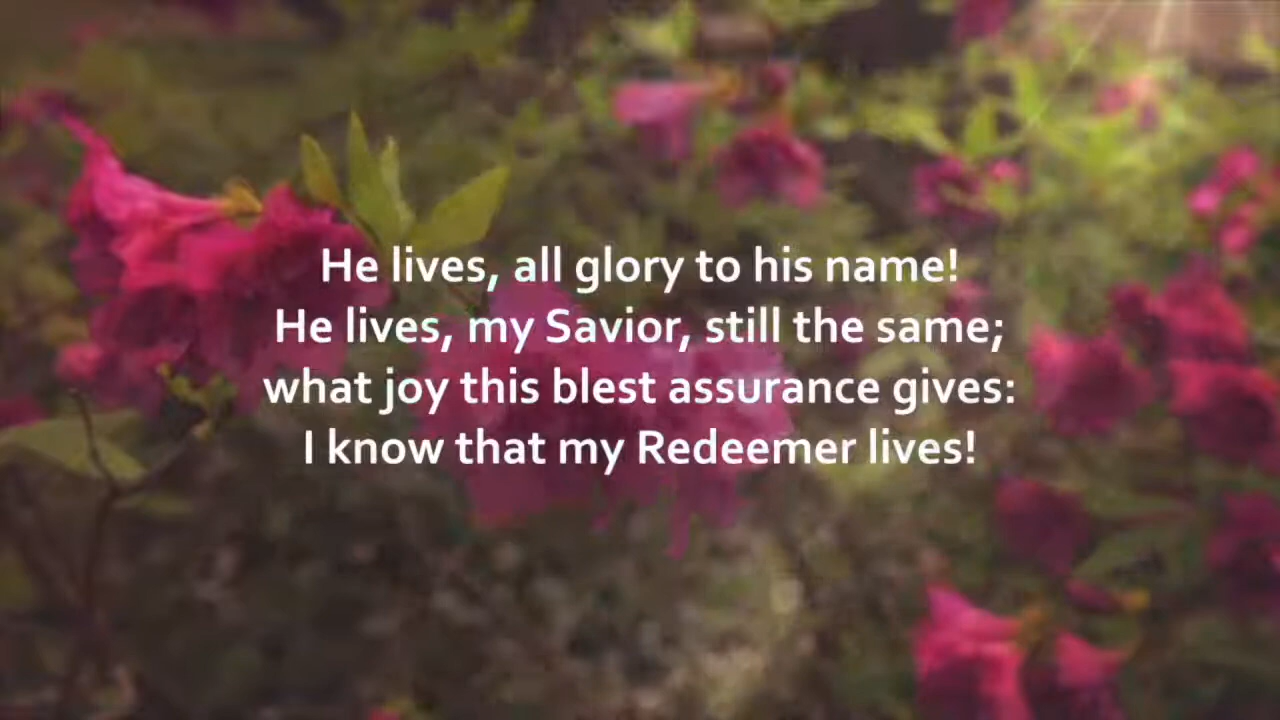 He lives, all glory to his name!
He lives, my Savior, still the same;
what joy this blest assurance gives:
I know that my Redeemer lives!